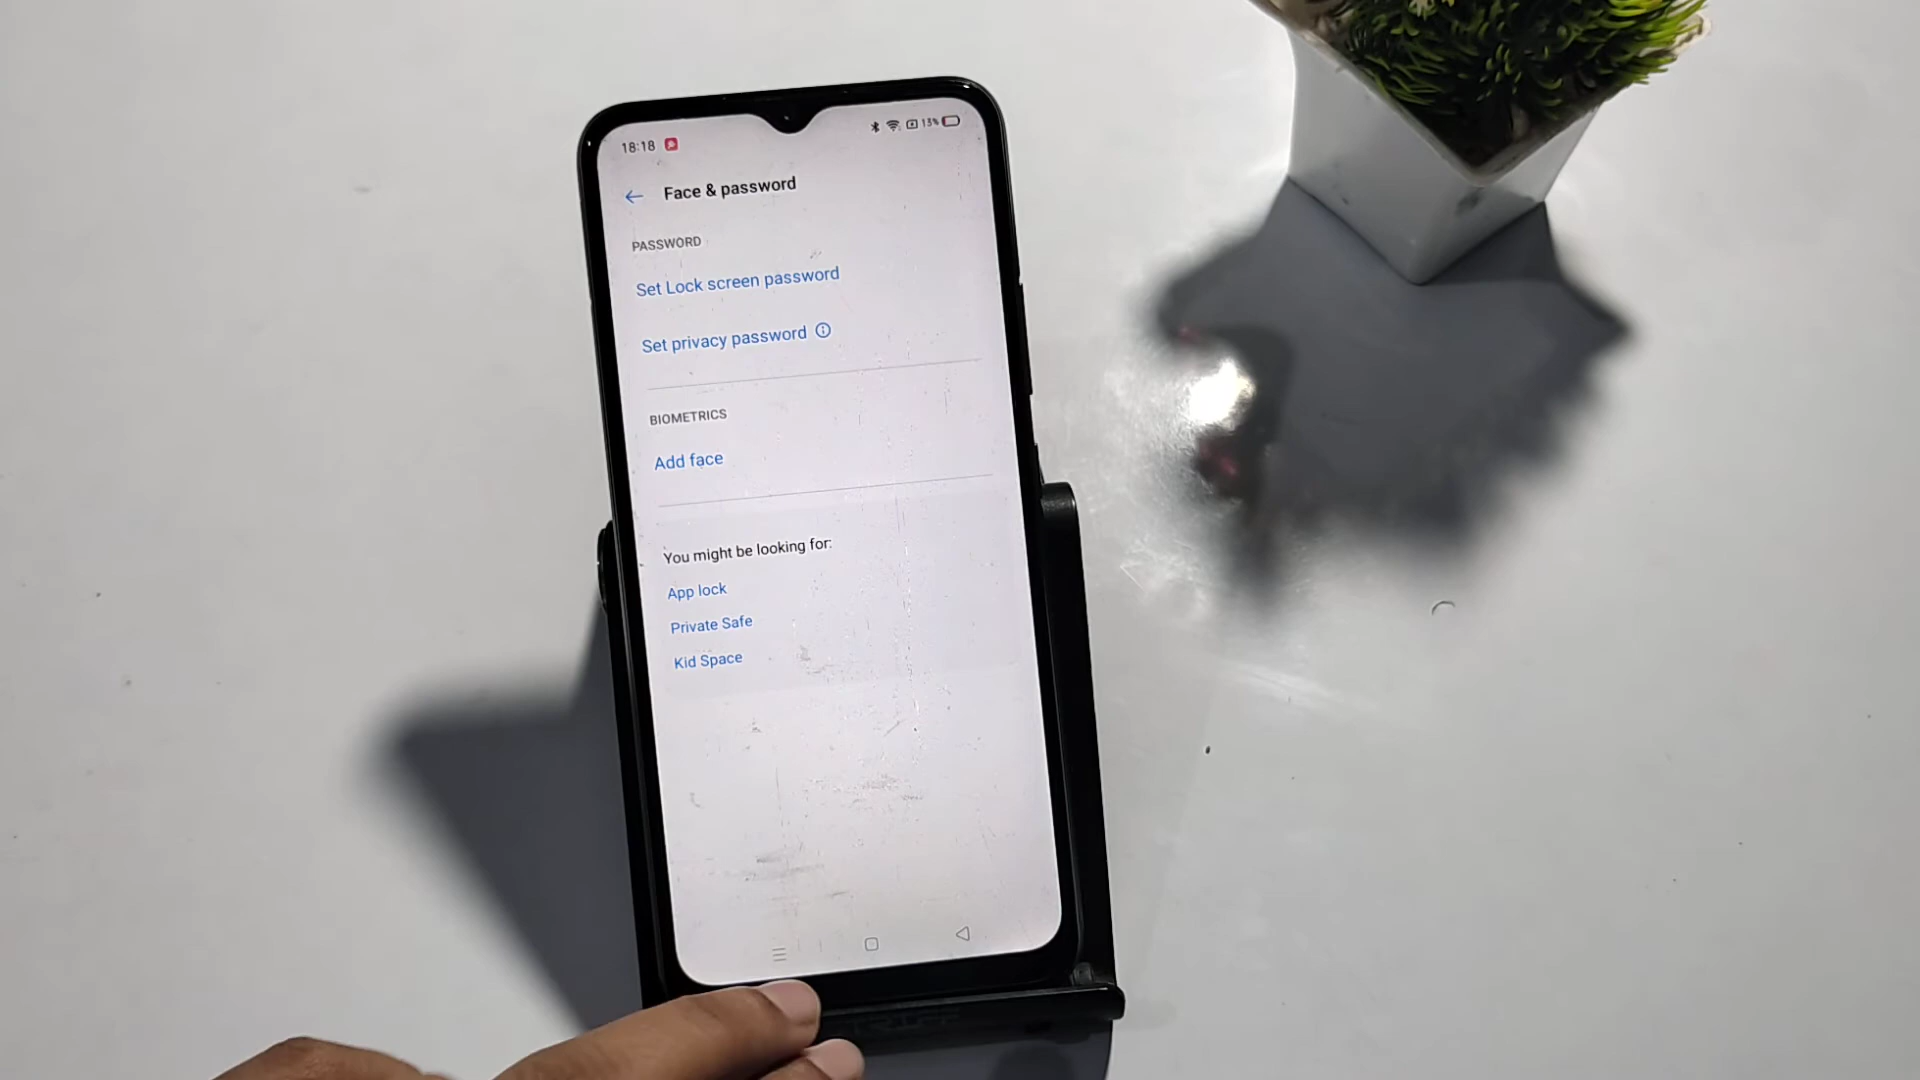 18:18 13%
Face & password
PASSWORD
Set Lock screen password
Set privacy password
BIOMETRICS
Add face
You might be looking for:
App lock
Private Safe
Kid Space